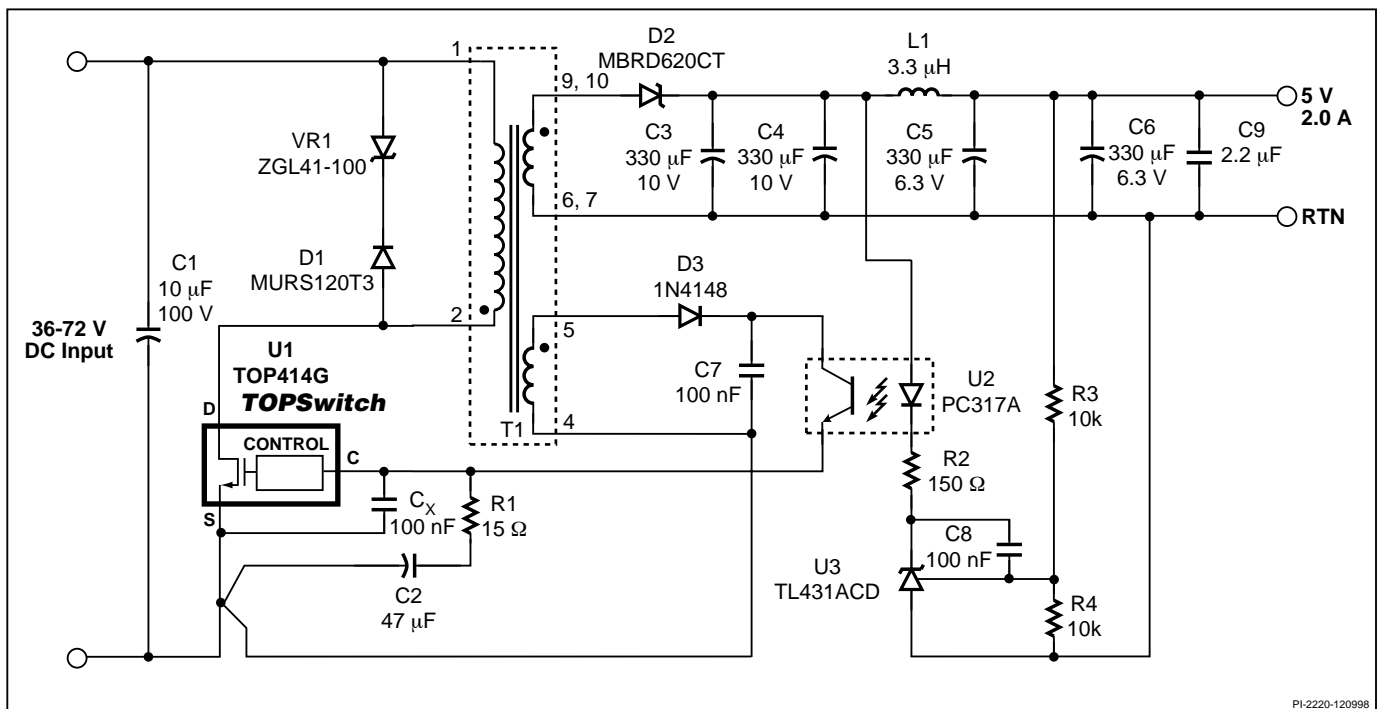 D2
MBRD620CT
L1
3.3 μH
1
9, 10
5 V
2.0 A
VR1
ZGL41-100
C3
330 μF
10 V
C4
330 μF
10 V
C5
330 μF
6.3 V
C6
330 μF
6.3 V
C9
2.2 μF
6, 7
RTN
D1
MURS120T3
C1
10 μF
100 V
D3
1N4148
2
5
36-72 V
DC Input
U1
TOP414G
TOPSwitch
C7
100 nF
U2
PC317A
R3
10k
D
T1
4
CONTROL
C
R2
150 Ω
S
CX
100 nF
R1
15 Ω
C8
100 nF
U3
TL431ACD
C2
47 μF
R4
10k
PI-2220-120998